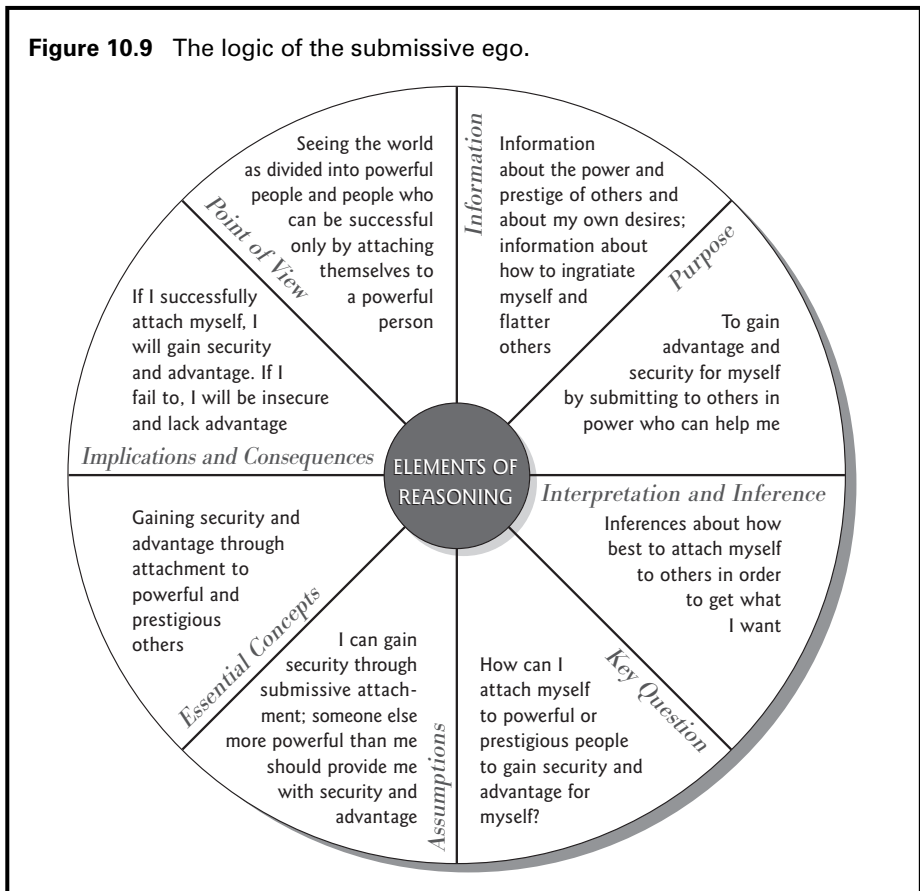 Figure 10.9 The logic of the submissive ego.
Point of View
Seeing the world
as divided into powerful
people and people who
can be successful
only by attaching
themselves to
a powerful
person
Information
Information
about the power and
prestige of others and
about my own desires;
information about
how to ingratiate
myself and
flatter
others
Purpose
To gain
advantage and
security for myself
by submitting to others in
power who can help me
Interpretation and Inference
Inferences about how
best to attach myself
to others in order
to get what
I want
Key Question
How can I
attach myself
to powerful or
prestigious people
to gain security and
advantage for
myself?
Assumptions
I can gain
security through
submissive attach-
ment; someone else
more powerful than me
should provide me
with security and
advantage
Essential Concepts
Gaining security and
advantage through
attachment to
powerful and
prestigious
others
Implications and Consequences
If I successfully
attach myself, I
will gain security
and advantage. If I
fail to, I will be insecure
and lack advantage
ELEMENTS OF
REASONING